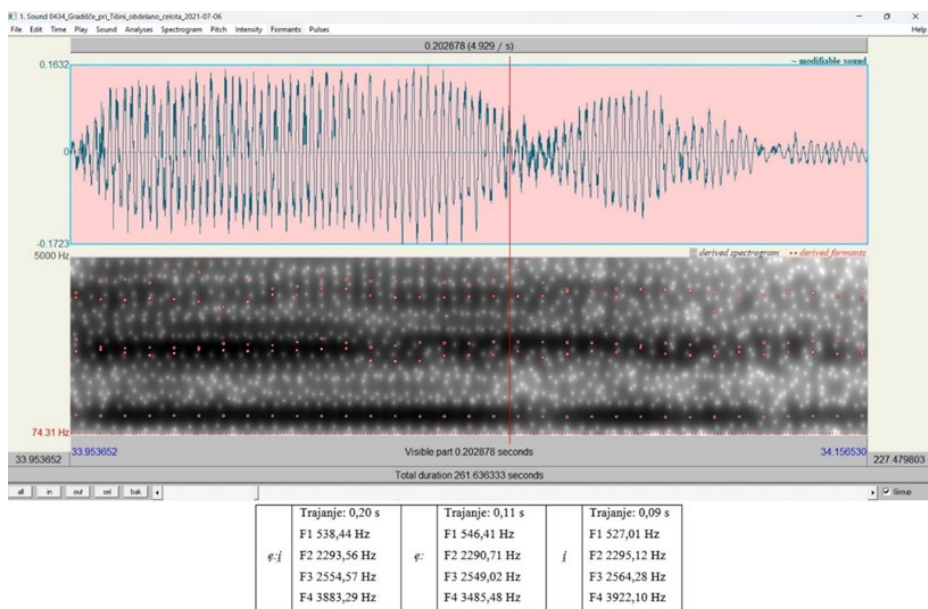 1. Sound 0434_Gradišče_pri_Tišini_obdelano_celota_2021-07-06
File Edit Time Play Sound Analyses Spectrogram Pitch Intensity Formants Pulses Help
0.202878 (4.929 / s)
~ modifiable sound
0.1632
0
-0.1723
5000 Hz
derived spectrogram derived formants
74.31 Hz
33.953652 33.953652 Visible part 0.202878 seconds 34.156530 227.479803
Total duration 261.636333 seconds
all in out sel bak Group
Trajanje: 0,20 s Trajanje: 0,11 s Trajanje: 0,09 s
F1 538,44 Hz F1 546,41 Hz F1 527,01 Hz
ẹːi̯ F2 2293,56 Hz ẹː F2 2290,71 Hz i̯ F2 2295,12 Hz
F3 2554,57 Hz F3 2549,02 Hz F3 2564,28 Hz
F4 3883,29 Hz F4 3485,48 Hz F4 3922,10 Hz